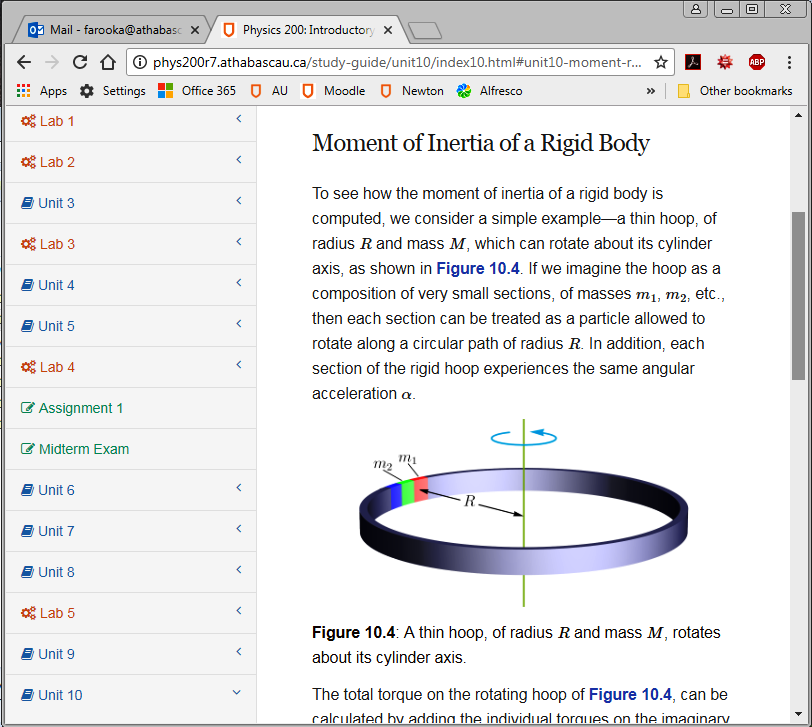 Mail - farooka@athabasc
Physics 200: Introductory
phys200r7.athabascau.ca/study-guide/unit10/index10.html#unit10-moment-r...
ABP
Apps Settings Office 365 AU Moodle Newton Alfresco » Other bookmarks
Lab 1
Lab 2
Unit 3
Lab 3
Unit 4
Unit 5
Lab 4
Assignment 1
Midterm Exam
Unit 6
Unit 7
Unit 8
Lab 5
Unit 9
Unit 10
Moment of Inertia of a Rigid Body
To see how the moment of inertia of a rigid body is
computed, we consider a simple example—a thin hoop, of
radius R and mass M, which can rotate about its cylinder
axis, as shown in Figure 10.4. If we imagine the hoop as a
composition of very small sections, of masses m₁, m₂, etc.,
then each section can be treated as a particle allowed to
rotate along a circular path of radius R. In addition, each
section of the rigid hoop experiences the same angular
acceleration α.
m₂ m₁
R
Figure 10.4: A thin hoop, of radius R and mass M, rotates
about its cylinder axis.
The total torque on the rotating hoop of Figure 10.4, can be
calculated by adding the individual torques on the imaginary